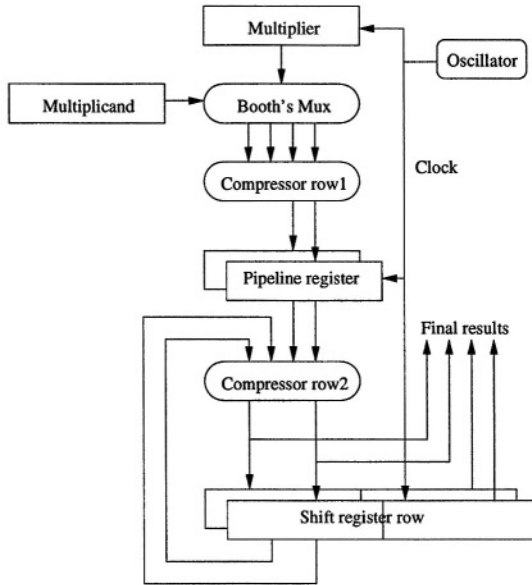 Multiplier
Oscillator
Multiplicand
Booth's Mux
Clock
Compressor row1
Pipeline register
Final results
Compressor row2
Shift register row